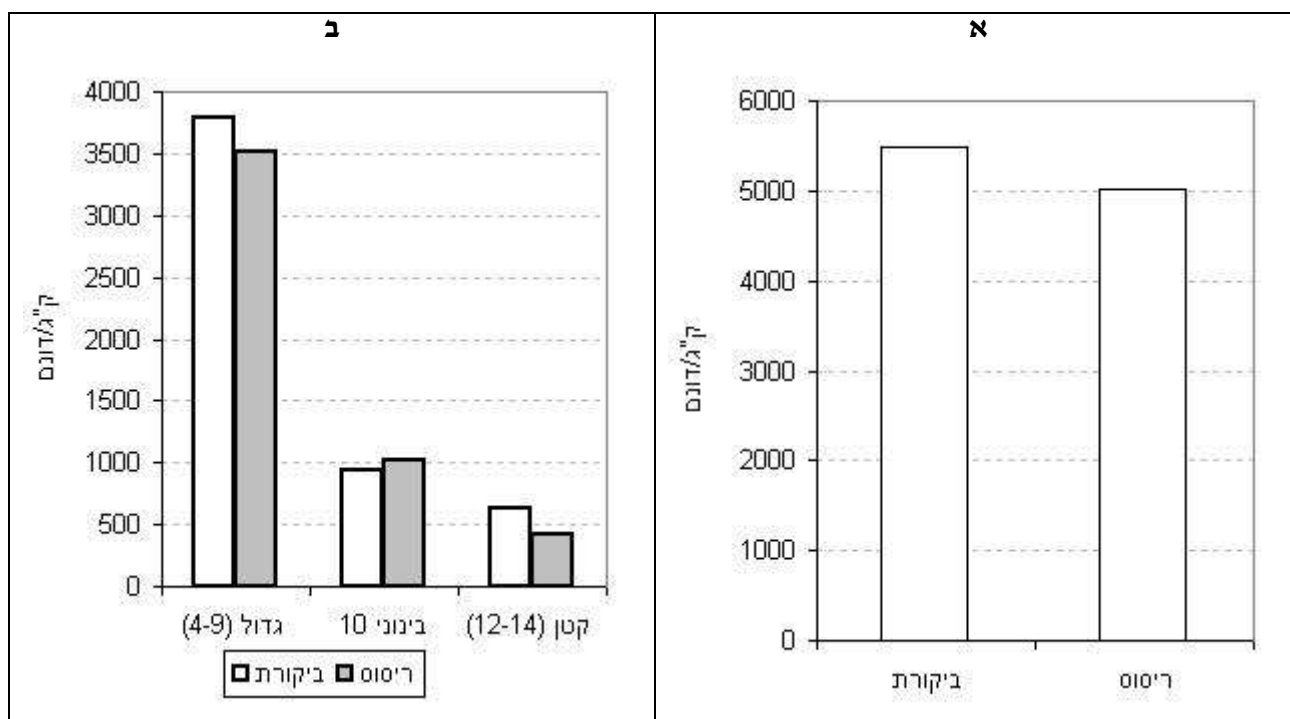 א
6000
5000
4000
3000
2000
1000
0
ק"ג/דונם
ביקורת
ריסוס
ב
4000
3500
3000
2500
2000
1500
1000
500
0
ק"ג/דונם
גדול (4-9)
בינוני 10
קטן (12-14)
ביקורת
ריסוס